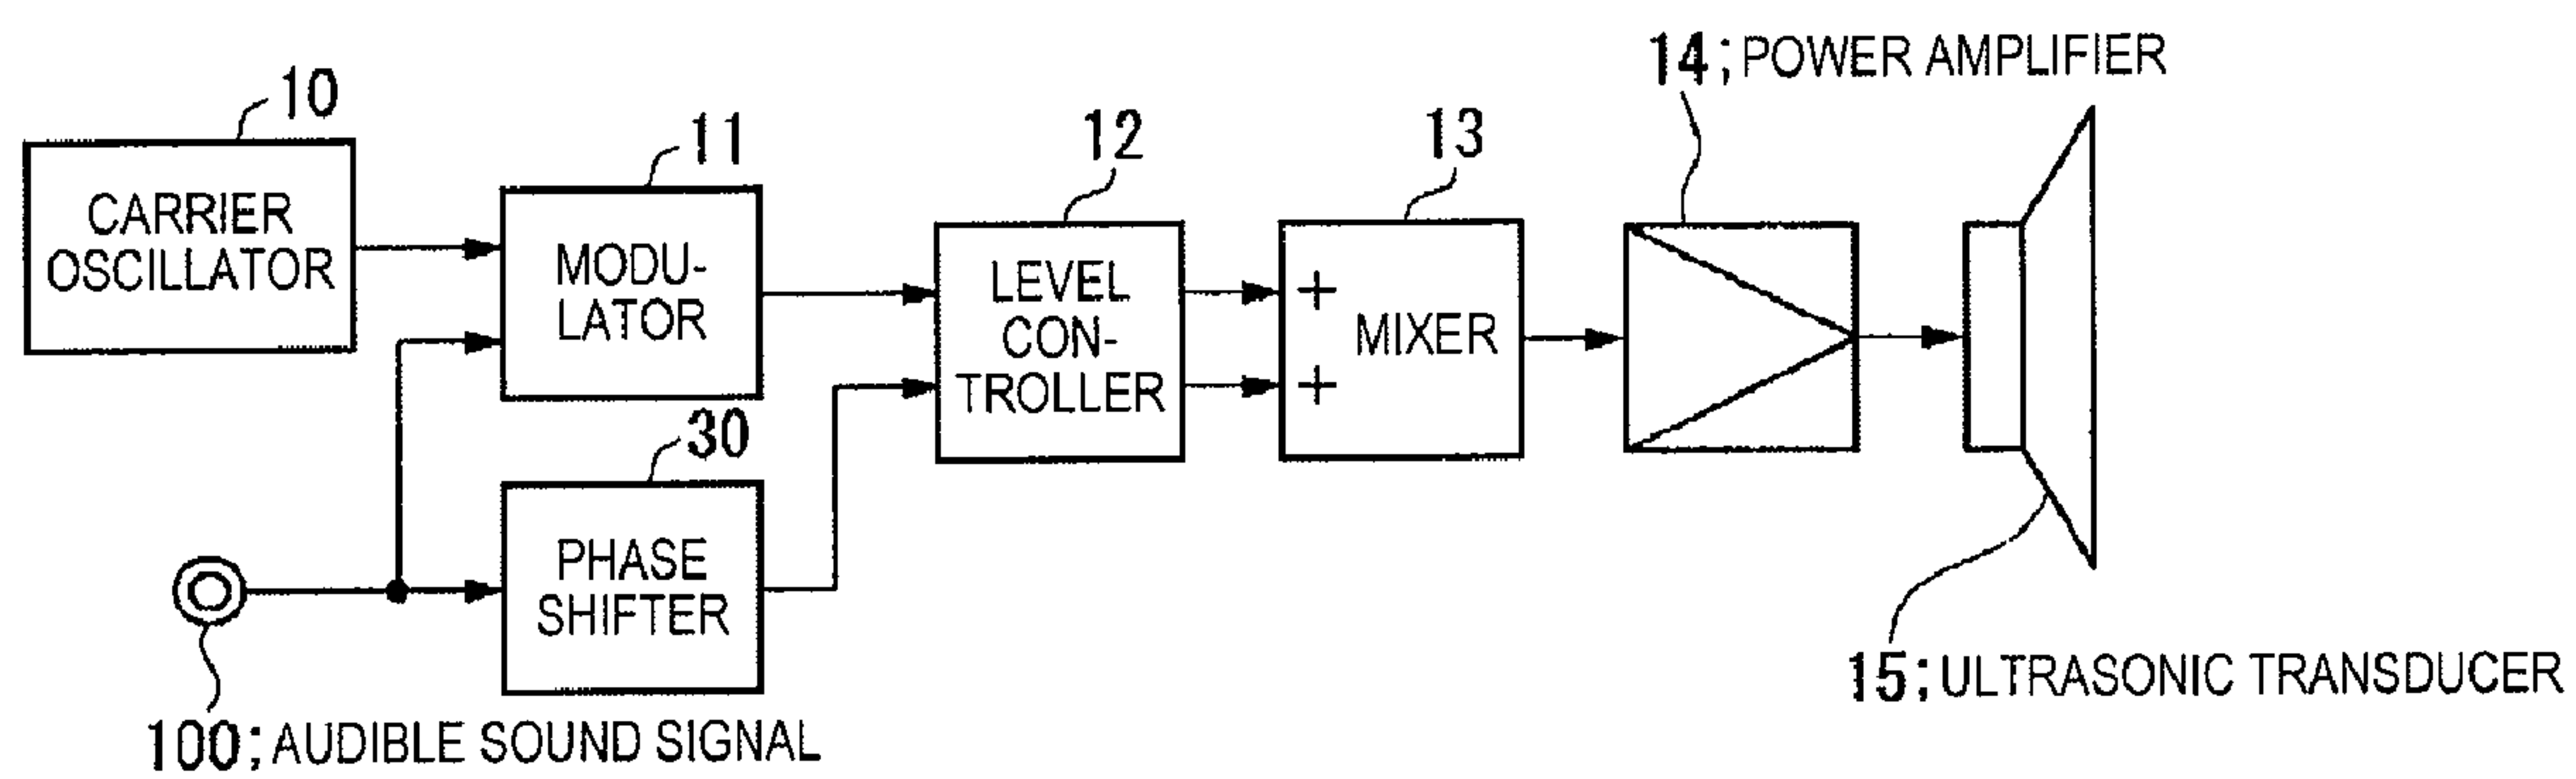 14; POWER AMPLIFIER
10
11
12
13
CARRIER
OSCILLATOR
MODU-
LATOR
LEVEL
CON-
TROLLER
+
MIXER
+
30
PHASE
SHIFTER
15; ULTRASONIC TRANSDUCER
100; AUDIBLE SOUND SIGNAL